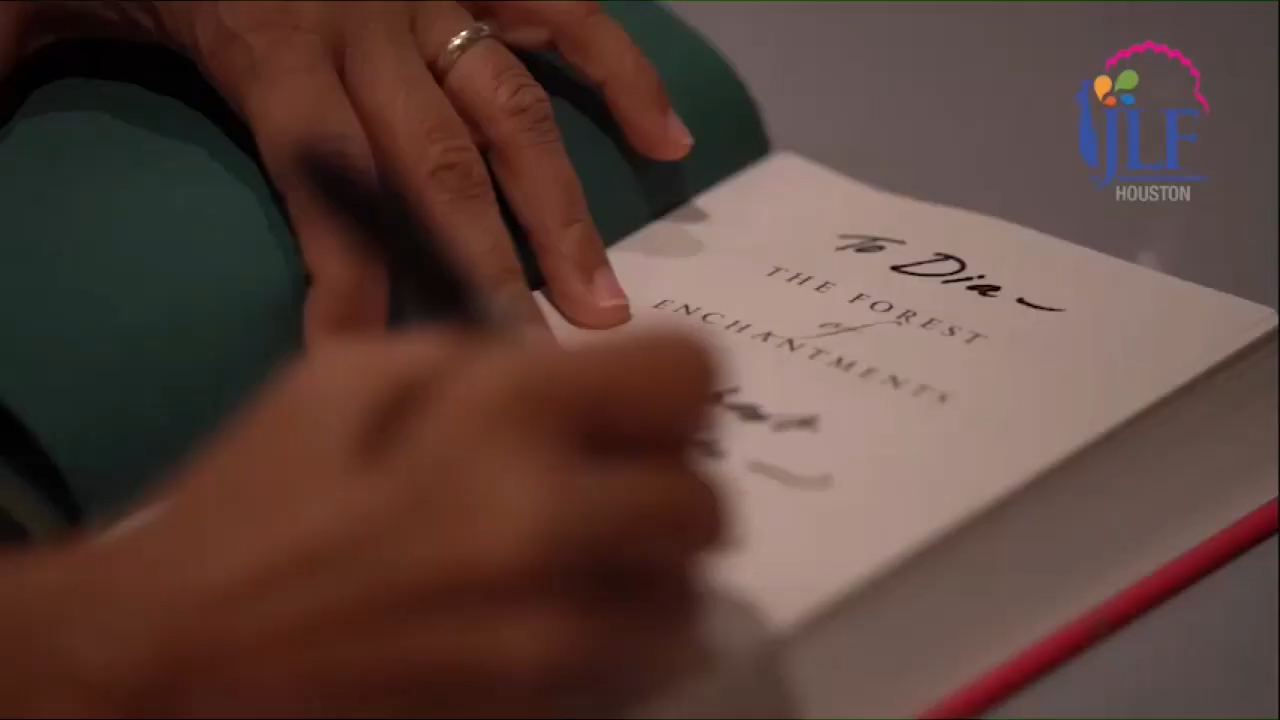 To Dia –
THE FOREST
of
ENCHANTMENTS
JLF
HOUSTON